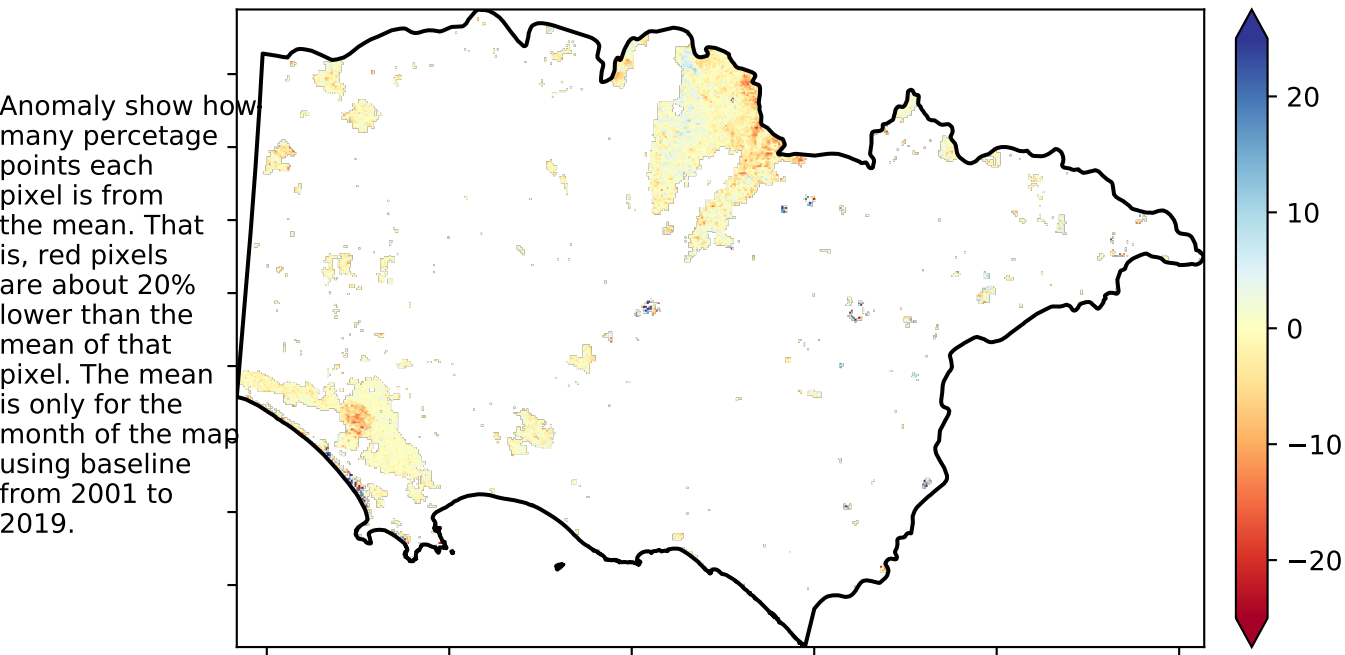 Anomaly show how
many percetage
points each
pixel is from
the mean. That
is, red pixels
are about 20%
lower than the
mean of that
pixel. The mean
is only for the
month of the map
using baseline
from 2001 to
2019.
20
10
0
−10
−20